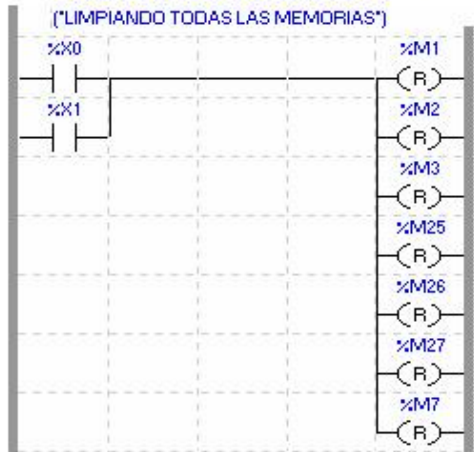 (*LIMPIANDO TODAS LAS MEMORIAS*)
%X0 %M1
(R)
%X1 %M2
(R)
%M3
(R)
%M25
(R)
%M26
(R)
%M27
(R)
%M7
(R)